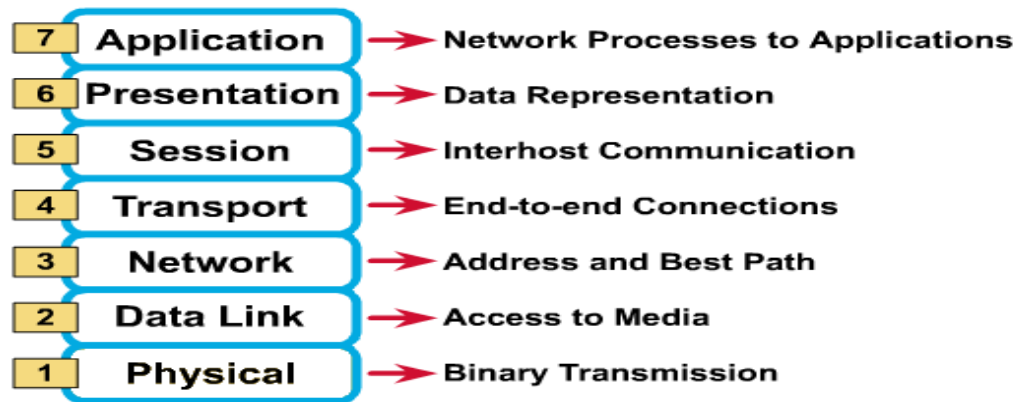 7 Application Network Processes to Applications
6 Presentation Data Representation
5 Session Interhost Communication
4 Transport End-to-end Connections
3 Network Address and Best Path
2 Data Link Access to Media
1 Physical Binary Transmission